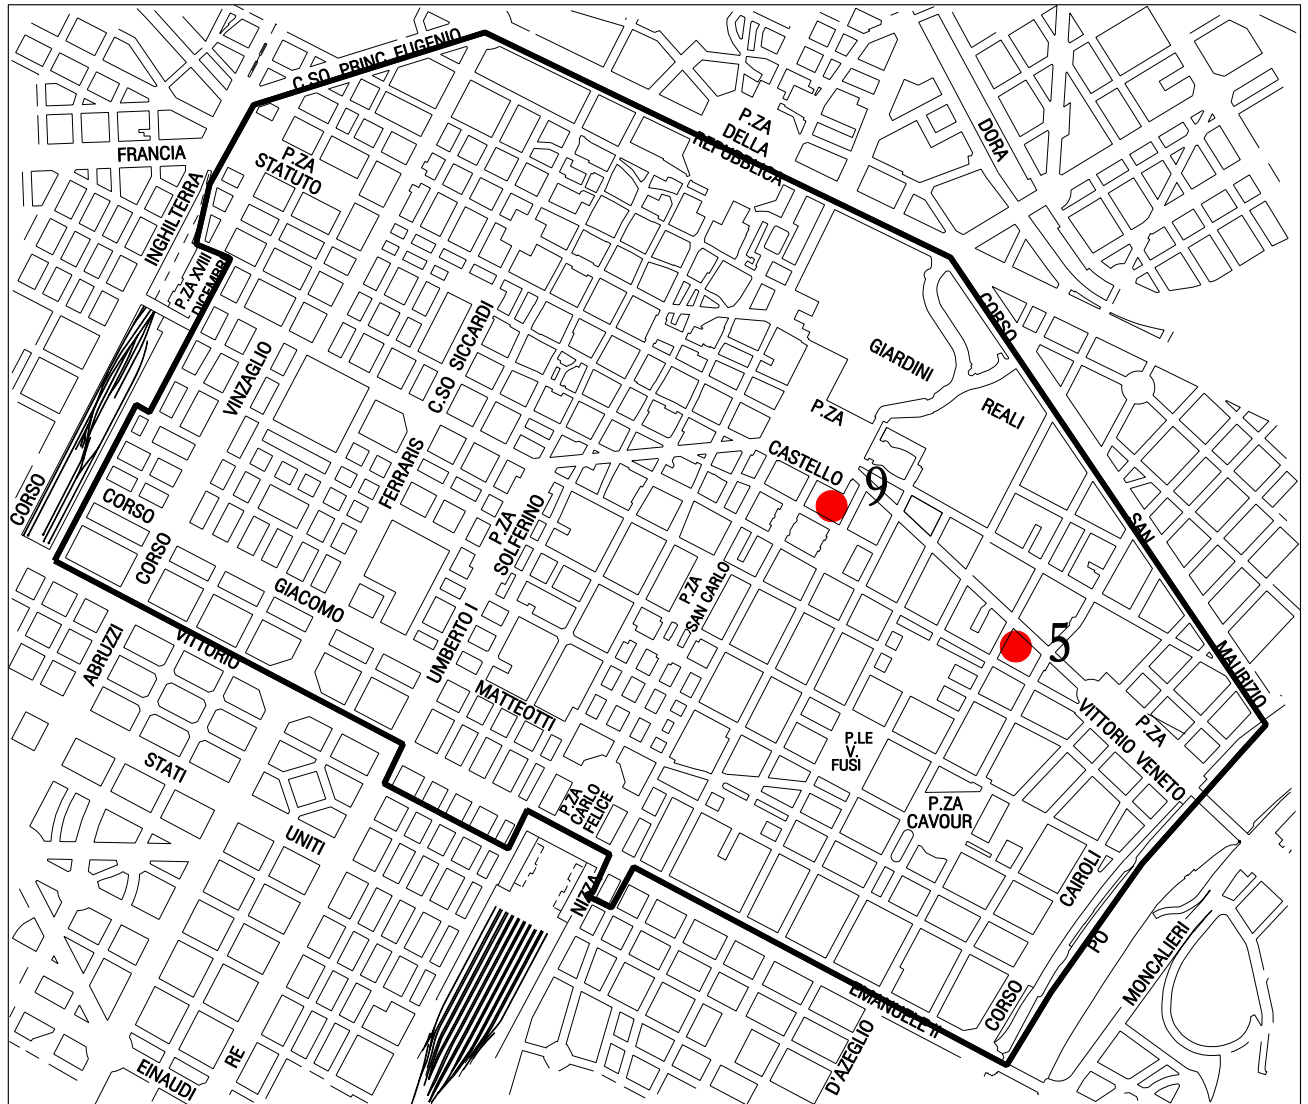 C.SO PRINC. EUGENIO
P.ZA
DELLA
REPUBBLICA
DORA
FRANCIA
P.ZA
STATUTO
INGHILTERRA
P.ZA XVIII
DICEMBRE
CORSO
C.SO SICCARDI
GIARDINI
REALI
VINZAGLIO
P.ZA
CASTELLO
FERRARIS
9
CORSO
CORSO
P.ZA
SOLFERINO
SAN
CORSO
GIACOMO
P.ZA
SAN CARLO
ABRUZZI
VITTORIO
UMBERTO I
5
MAURIZIO
MATTEOTTI
VITTORIO VENETO
P.ZA
P.LE
V.
FUSI
STATI
P.ZA
CARLO
FELICE
P.ZA
CAVOUR
UNITI
CAIROLI
NIZZA
PO
MONCALIERI
EMANUELE II
CORSO
RE
EINAUDI
D'AZEGLIO